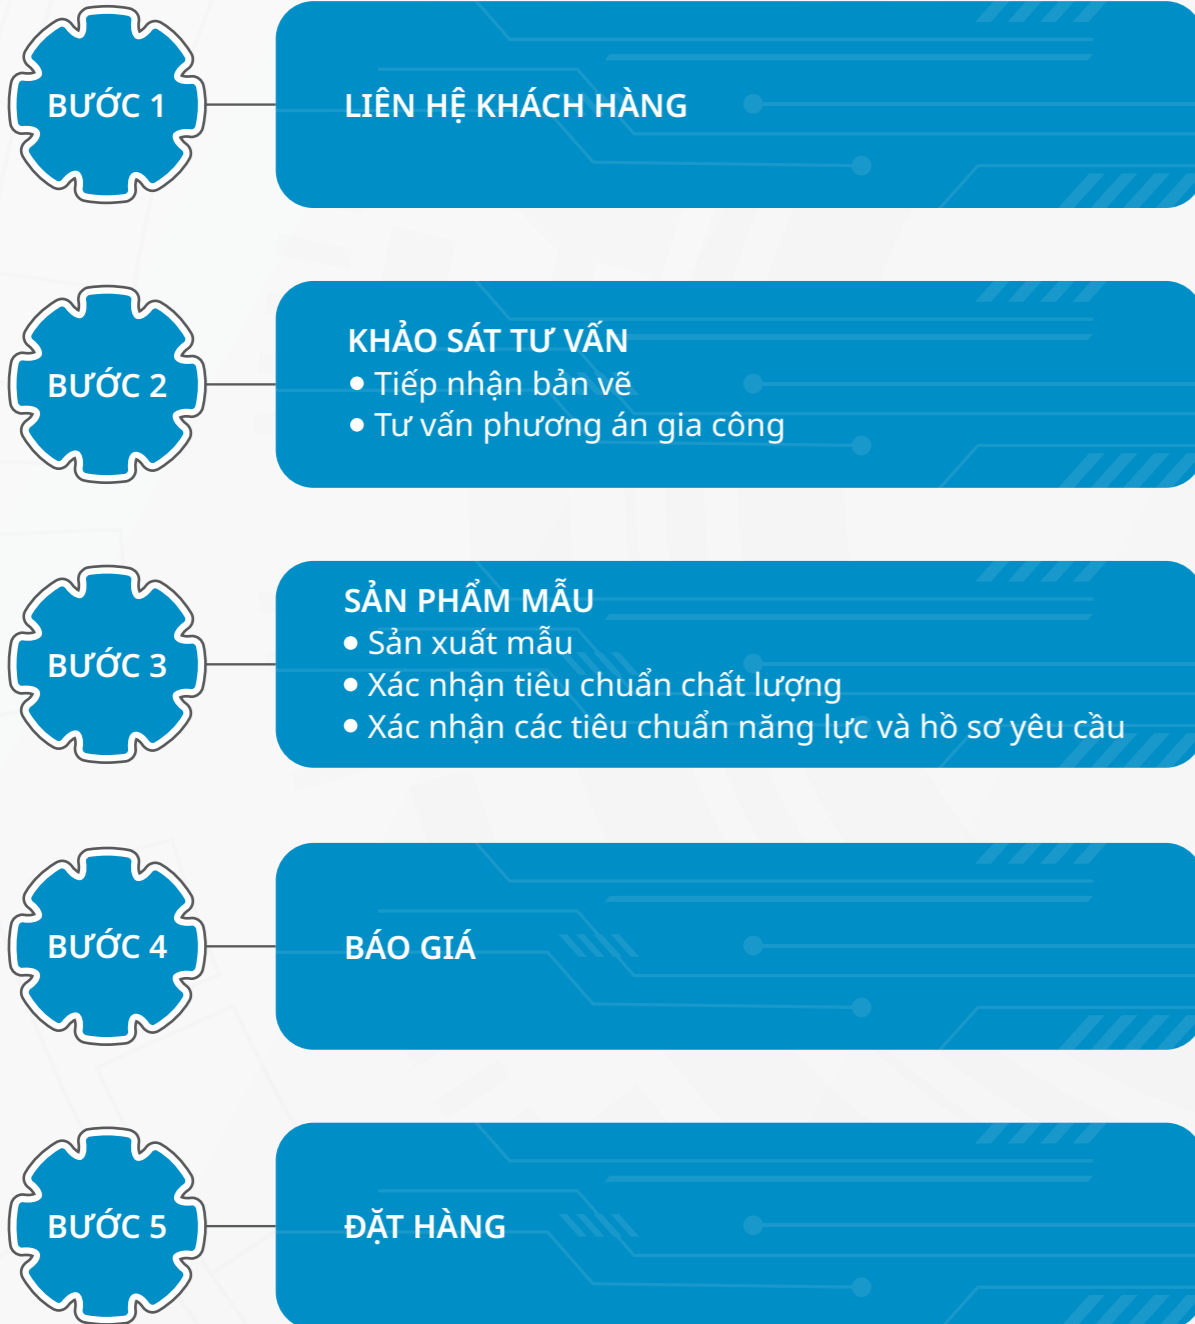 BƯỚC 1
LIÊN HỆ KHÁCH HÀNG
BƯỚC 2
KHẢO SÁT TƯ VẤN
● Tiếp nhận bản vẽ
● Tư vấn phương án gia công
BƯỚC 3
SẢN PHẨM MẪU
● Sản xuất mẫu
● Xác nhận tiêu chuẩn chất lượng
● Xác nhận các tiêu chuẩn năng lực và hồ sơ yêu cầu
BƯỚC 4
BÁO GIÁ
BƯỚC 5
ĐẶT HÀNG